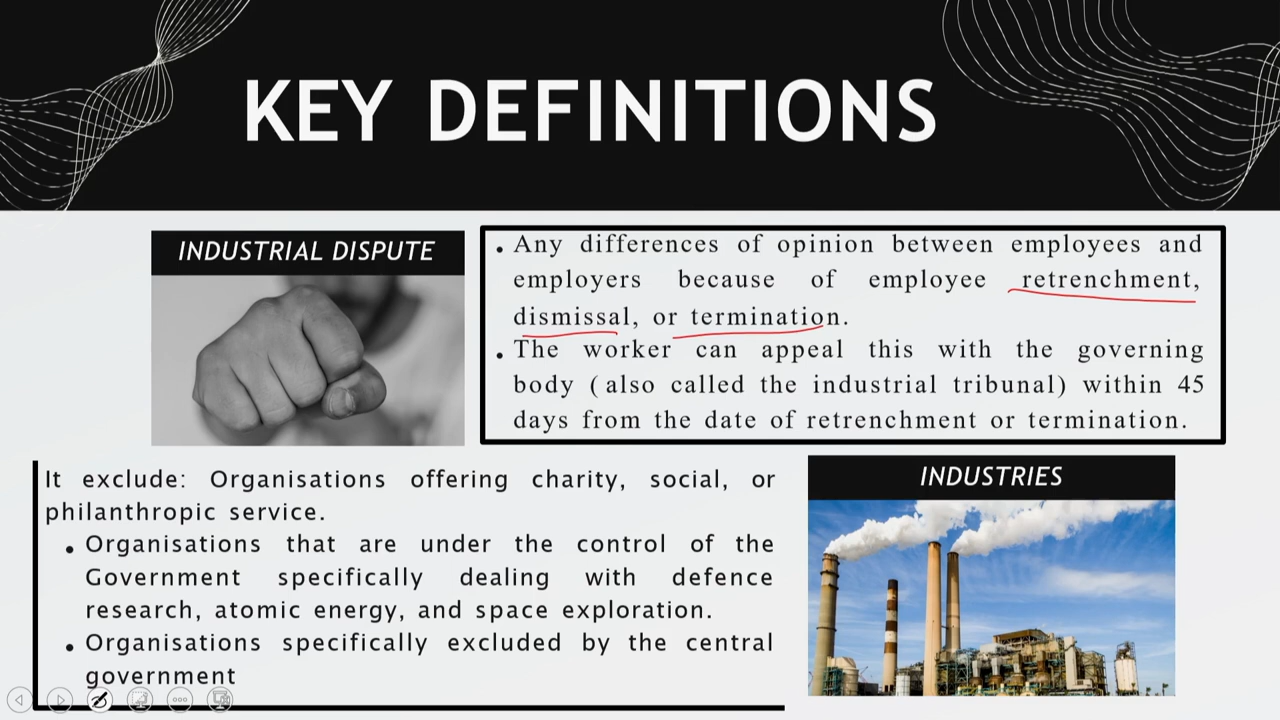 KEY DEFINITIONS
INDUSTRIAL DISPUTE
• Any differences of opinion between employees and
employers because of employee retrenchment,
dismissal, or termination.
• The worker can appeal this with the governing
body (also called the industrial tribunal) within 45
days from the date of retrenchment or termination.
It exclude: Organisations offering charity, social, or
philanthropic service.
• Organisations that are under the control of the
Government specifically dealing with defence
research, atomic energy, and space exploration.
• Organisations specifically excluded by the central
government
INDUSTRIES